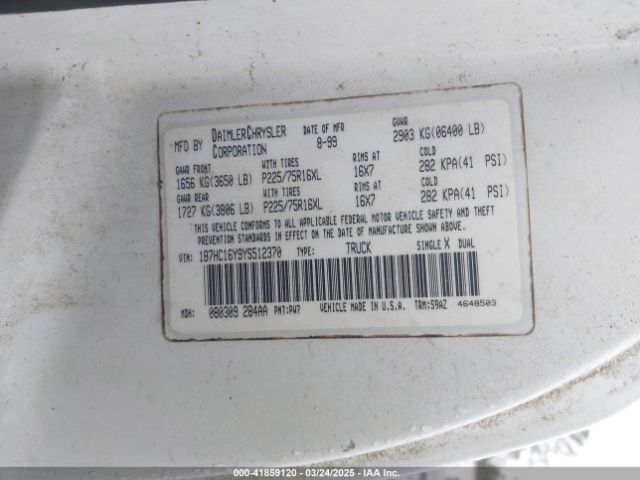 MFD BY DAIMLERCHRYSLER CORPORATION DATE OF MFR 8-99 GVWR 2903 KG(06400 LB)
GAWR FRONT WITH TIRES RIMS AT COLD
1656 KG(3650 LB) P225/75R16XL 16X7 282 KPA(41 PSI)
GAWR REAR WITH TIRES RIMS AT COLD
1727 KG(3806 LB) P225/75R16XL 16X7 282 KPA(41 PSI)
THIS VEHICLE CONFORMS TO ALL APPLICABLE FEDERAL MOTOR VEHICLE SAFETY AND THEFT
PREVENTION STANDARDS IN EFFECT ON THE DATE OF MANUFACTURE SHOWN ABOVE.
VIN: 1B7HC16Y9YS512370 TYPE: TRUCK SINGLE X DUAL
MDH: 080309 284AA PNT:PW7 VEHICLE MADE IN U.S.A. TRM:S9AZ 4648503
000-41859120 - 03/24/2025 - IAA Inc.